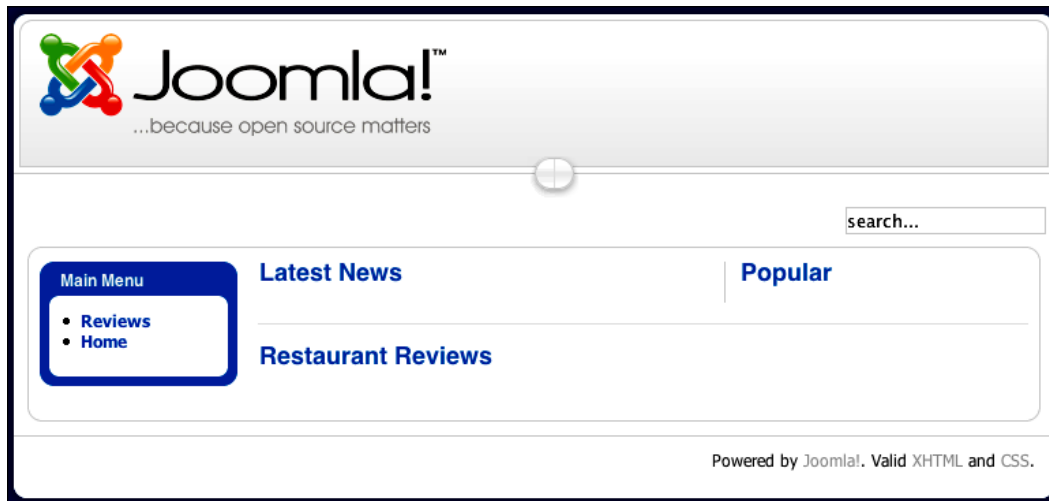 Joomla!™
...because open source matters
search...
Main Menu
Reviews
Home
Latest News
Popular
Restaurant Reviews
Powered by Joomla!. Valid XHTML and CSS.